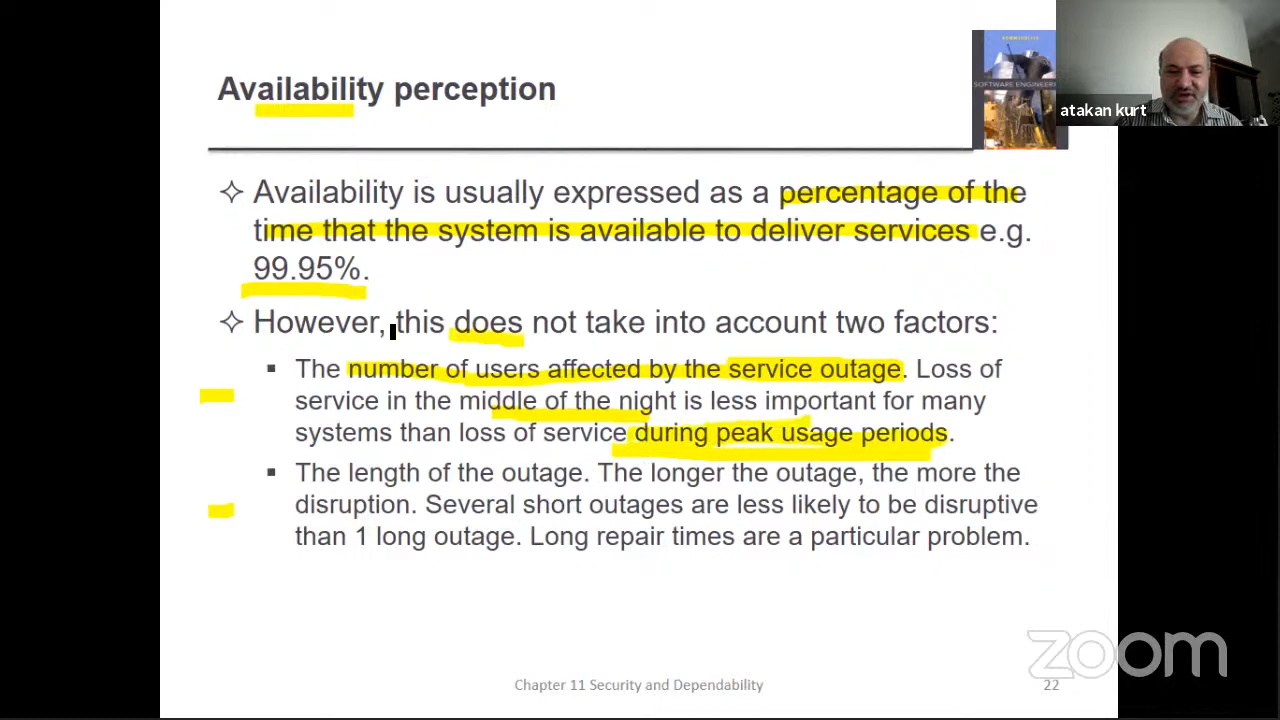 Availability perception
SOFTWARE ENGINEERING
atakan kurt
Availability is usually expressed as a percentage of the
time that the system is available to deliver services e.g.
99.95%.
However, this does not take into account two factors:
The number of users affected by the service outage. Loss of
service in the middle of the night is less important for many
systems than loss of service during peak usage periods.
The length of the outage. The longer the outage, the more the
disruption. Several short outages are less likely to be disruptive
than 1 long outage. Long repair times are a particular problem.
zoom
Chapter 11 Security and Dependability
22